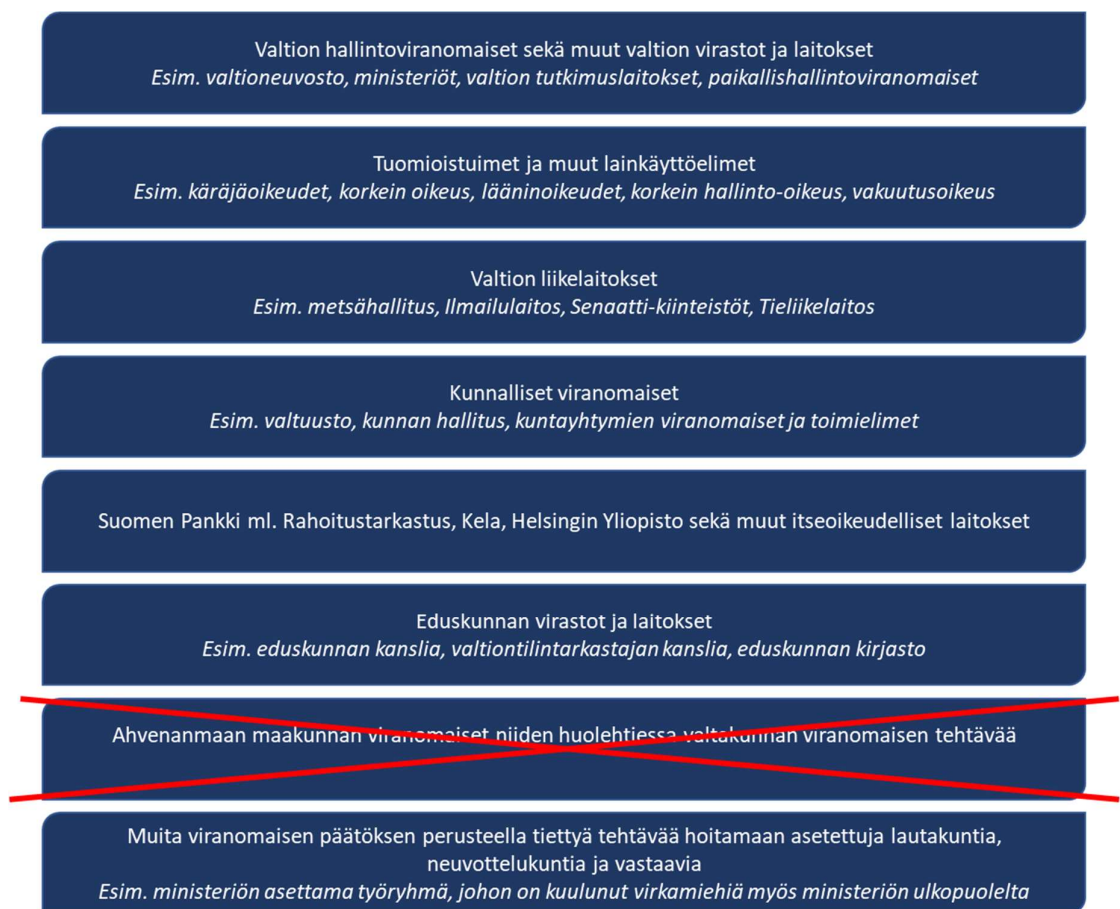 Valtion hallintoviranomaiset sekä muut valtion virastot ja laitokset
Esim. valtioneuvosto, ministeriöt, valtion tutkimuslaitokset, paikallishallintoviranomaiset
Tuomioistuimet ja muut lainkäyttöelimet
Esim. käräjäoikeudet, korkein oikeus, lääninoikeudet, korkein hallinto-oikeus, vakuutusoikeus
Valtion liikelaitokset
Esim. metsähallitus, Ilmailulaitos, Senaatti-kiinteistöt, Tieliikelaitos
Kunnalliset viranomaiset
Esim. valtuusto, kunnan hallitus, kuntayhtymien viranomaiset ja toimielimet
Suomen Pankki ml. Rahoitustarkastus, Kela, Helsingin Yliopisto sekä muut itseoikeudelliset laitokset
Eduskunnan virastot ja laitokset
Esim. eduskunnan kanslia, valtiontilintarkastajan kanslia, eduskunnan kirjasto
Ahvenanmaan maakunnan viranomaiset niiden huolehtiessa valtakunnan viranomaisen tehtävää
Muita viranomaisen päätöksen perusteella tiettyä tehtävää hoitamaan asetettuja lautakuntia,
neuvottelukuntia ja vastaavia
Esim. ministeriön asettama työryhmä, johon on kuulunut virkamiehiä myös ministeriön ulkopuolelta